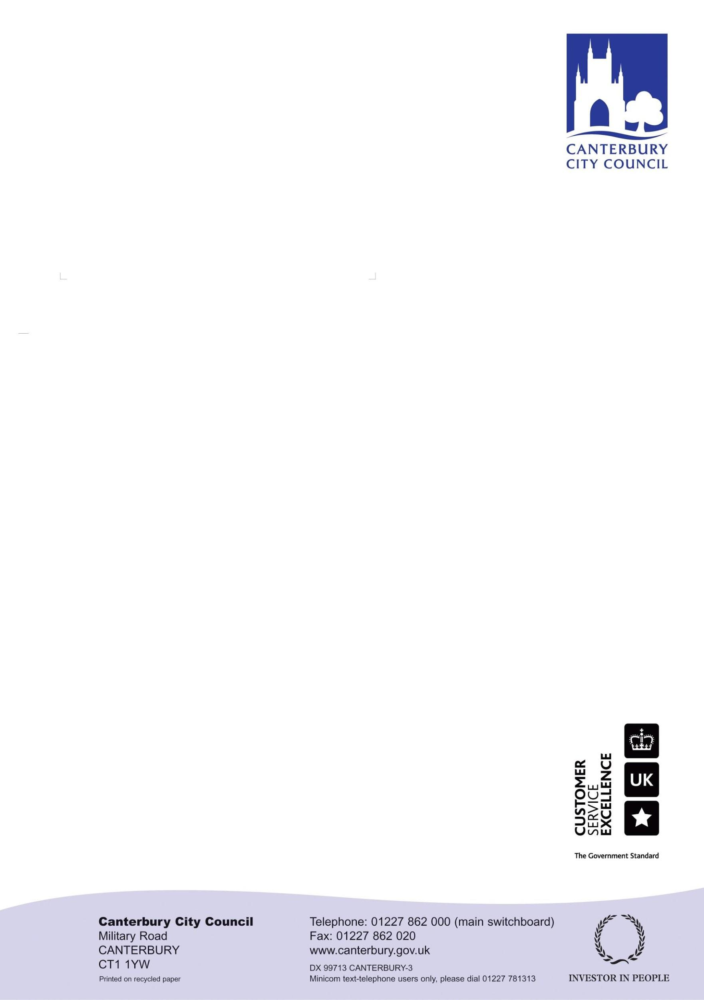 CANTERBURY
CITY COUNCIL
CUSTOMER
SERVICE
EXCELLENCE
UK
The Government Standard
Canterbury City Council
Military Road
CANTERBURY
CT1 1YW
Printed on recycled paper
Telephone: 01227 862 000 (main switchboard)
Fax: 01227 862 020
www.canterbury.gov.uk
DX 99713 CANTERBURY-3
Minicom text-telephone users only, please dial 01227 781313
INVESTOR IN PEOPLE